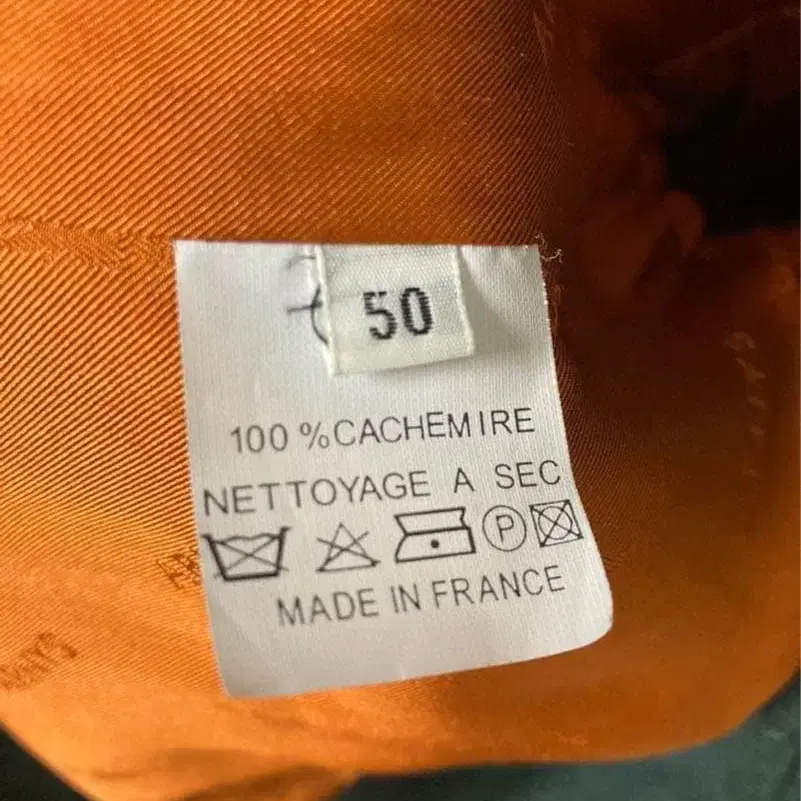 50
100 %CACHEMIRE
NETTOYAGE A SEC
P
MADE IN FRANCE